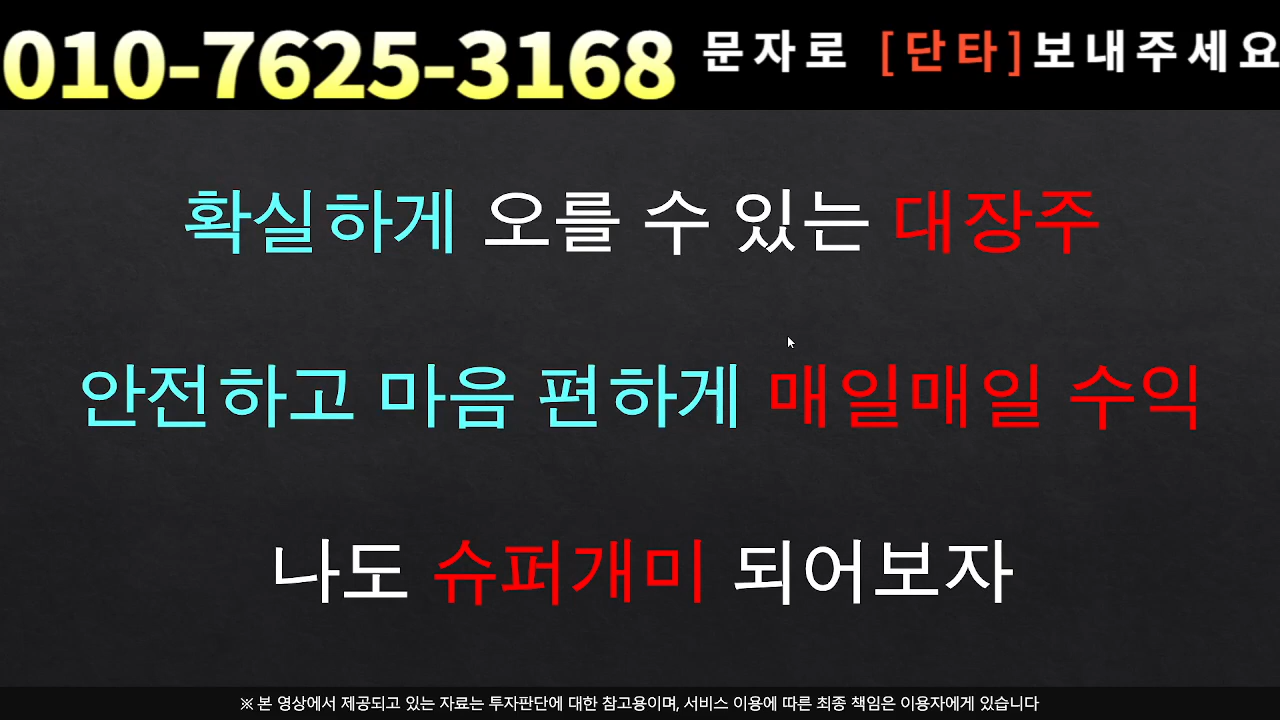 010-7625-3168 문자로 [단타]보내주세요
확실하게 오를 수 있는 대장주
안전하고 마음 편하게 매일매일 수익
나도 슈퍼개미 되어보자
※ 본 영상에서 제공되고 있는 자료는 투자판단에 대한 참고용이며, 서비스 이용에 따른 최종 책임은 이용자에게 있습니다